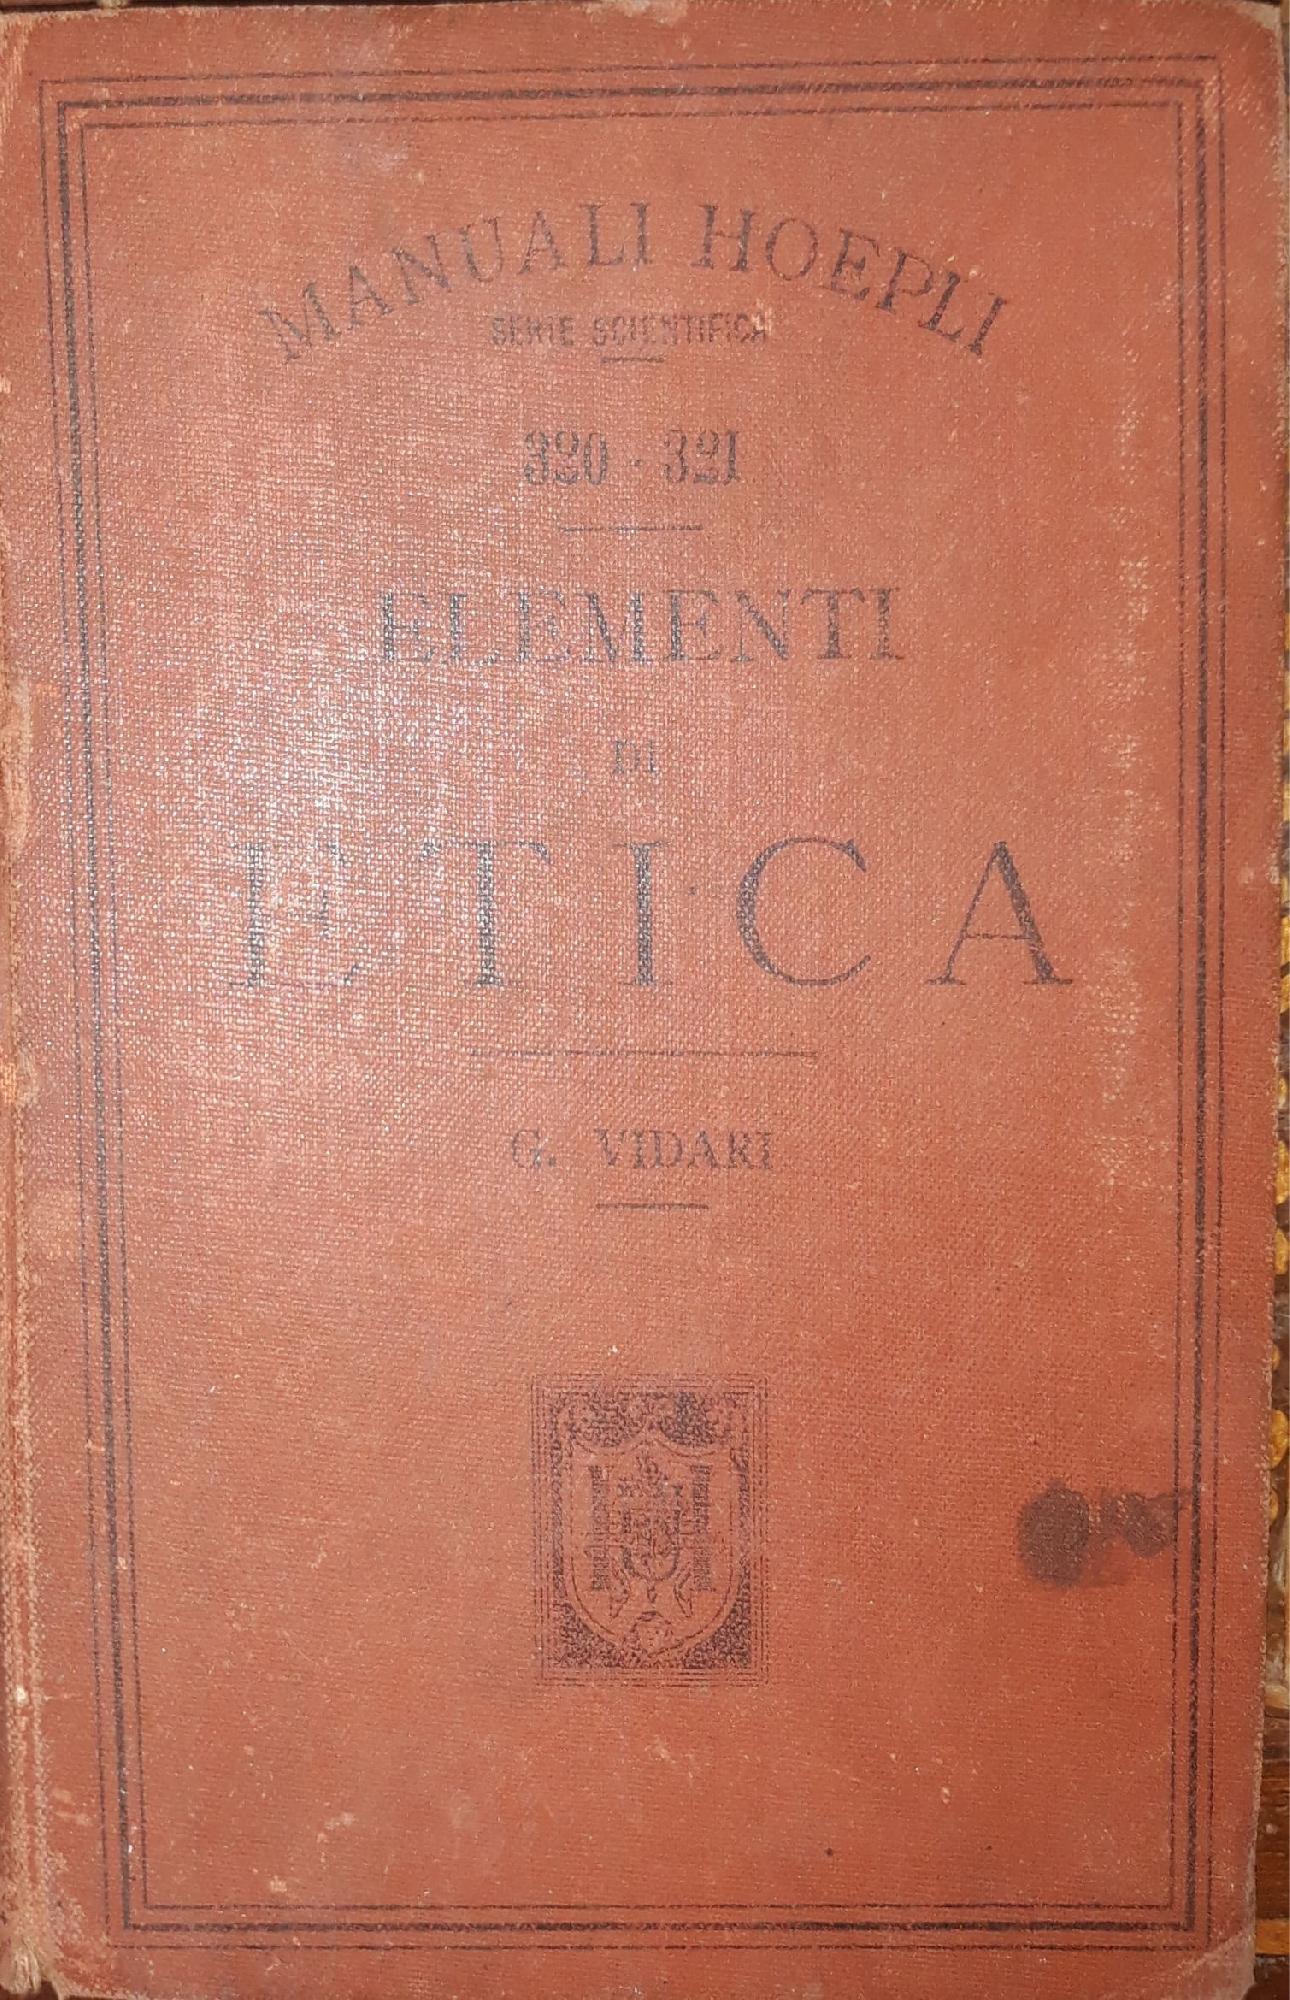 MANUALI HOEPLI
SERIE SCIENTIFICA
320-321
ELEMENTI
DI
ETICA
G. VIDARI